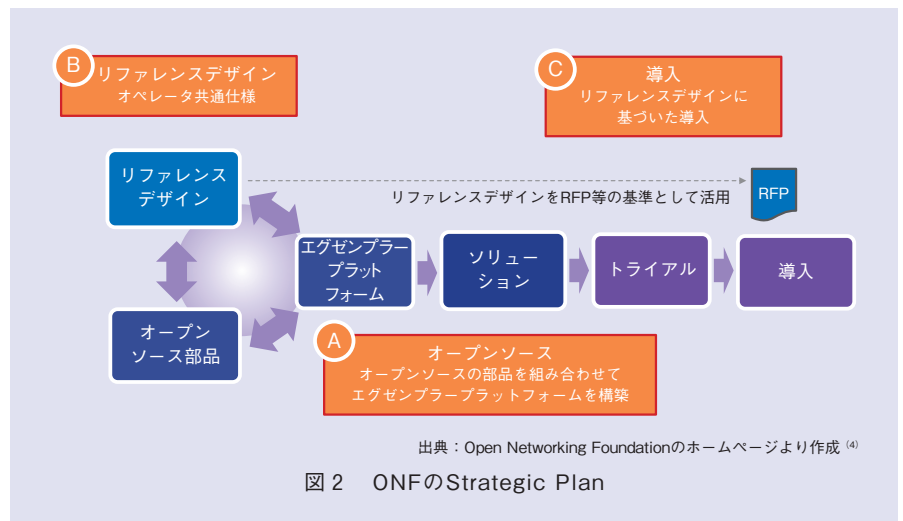 B
リファレンスデザイン
オペレータ共通仕様
C
導入
リファレンスデザインに
基づいた導入
リファレンス
デザイン
リファレンスデザインをRFP等の基準として活用
RFP
エグゼンプラー
プラット
フォーム
ソリュー
ション
トライアル
導入
オープン
ソース部品
A
オープンソース
オープンソースの部品を組み合わせて
エグゼンプラープラットフォームを構築
出典：Open Networking Foundationのホームページより作成 (4)
図2 ONFのStrategic Plan